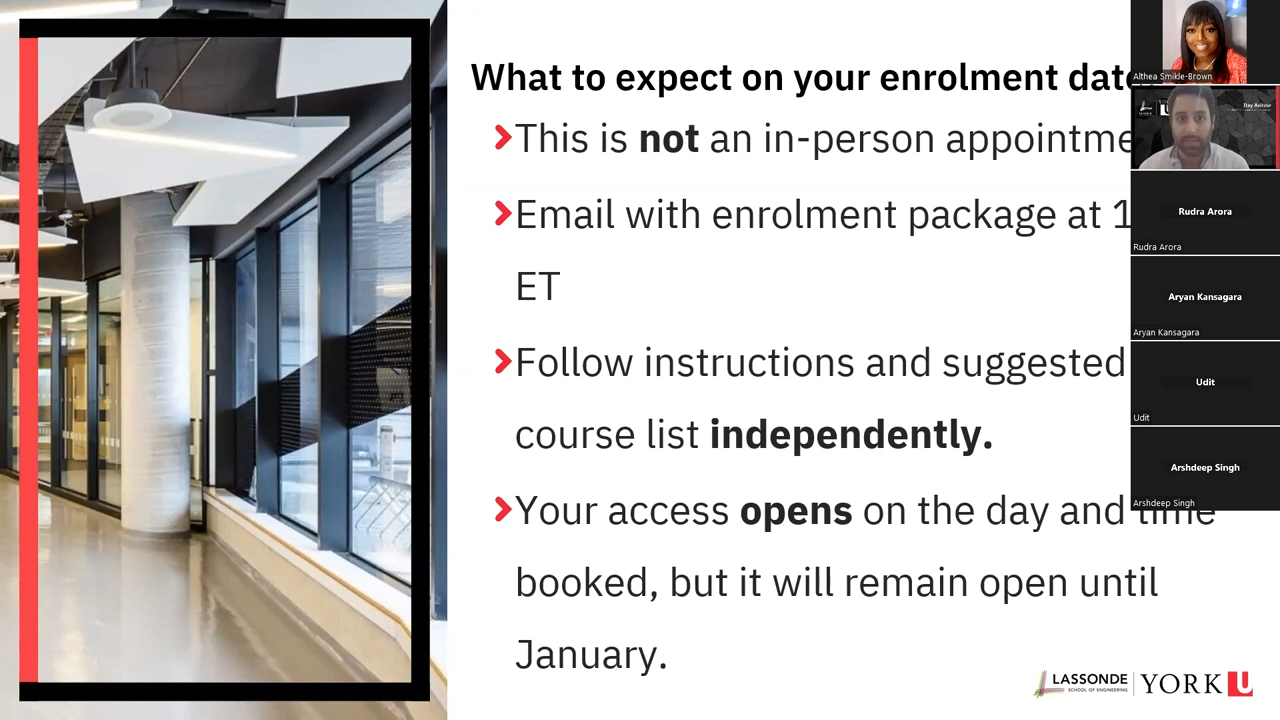 What to expect on your enrolment date
This is not an in-person
Email with enrolment package at
ET
Follow instructions and suggested
course list independently.
Your access opens on the day and time
booked, but it will remain open until
January.
Althea Smikle-Brown
Rudra Arora
Rudra Arora
Aryan Kansagara
Aryan Kansagara
Udit
Udit
Arshdeep Singh
Arshdeep Singh
LASSONDE
SCHOOL OF ENGINEERING
YORK U